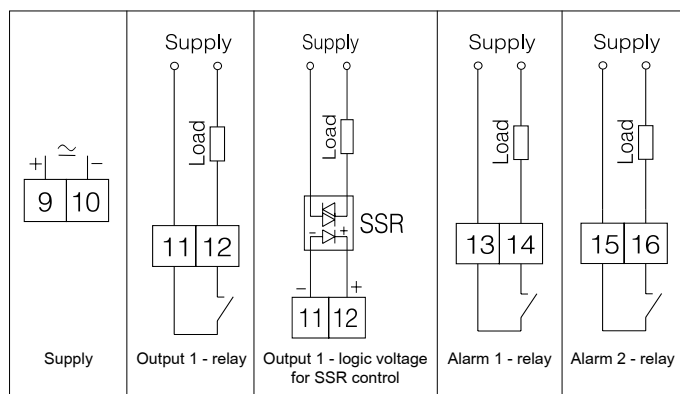 + ≃ −
9 10
Supply
Supply
Load
11 12
Output 1 - relay
Supply
Load
- +
SSR
− +
11 12
Output 1 - logic voltage
for SSR control
Supply
Load
13 14
Alarm 1 - relay
Supply
Load
15 16
Alarm 2 - relay